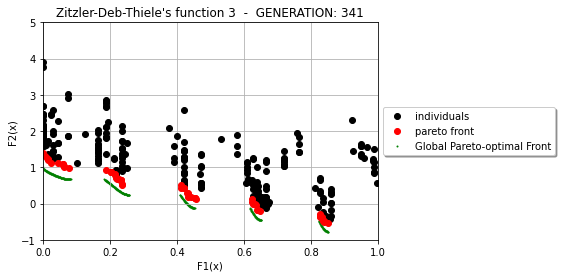 Zitzler-Deb-Thiele's function 3 - GENERATION: 341
5
4
3
2
1
0
−1
F2(x)
0.0 0.2 0.4 0.6 0.8 1.0
F1(x)
individuals
pareto front
Global Pareto-optimal Front